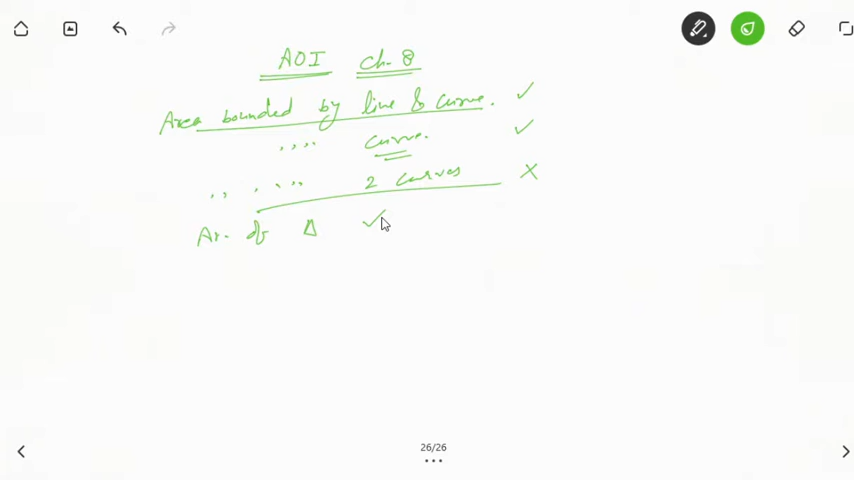 AOI Ch. 8
Area bounded by line & Curve. ✓
,,,, Curve. ✓
,, ,,,, 2 Curves ✗
Ar. of Δ ✓
26/26